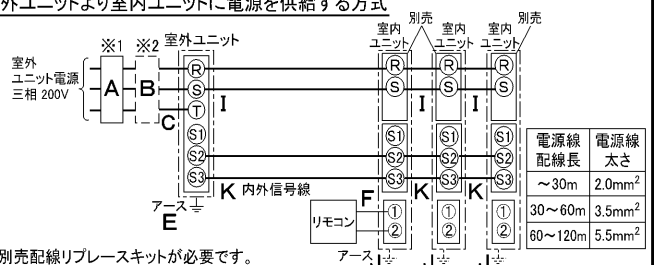 外ユニットより室内ユニットに電源を供給する方式
※1 ※2 室外ユニット
室外
ユニット電源
三相 200V
A B C
R
S
T
S1
S2
S3
I
K 内外信号線
アース
E
室内
ユニット
別売
室内
ユニット
室内
ユニット
別売
R R R
S S S
I I
S1 S1 S1
S2 S2 S2
S3 S3 S3
F K K
リモコン
① ① ①
② ② ②
アース
電源線
配線長
電源線
太さ
～30m 2.0mm²
30～60m 3.5mm²
60～120m 5.5mm²
別売配線リプレースキットが必要です。